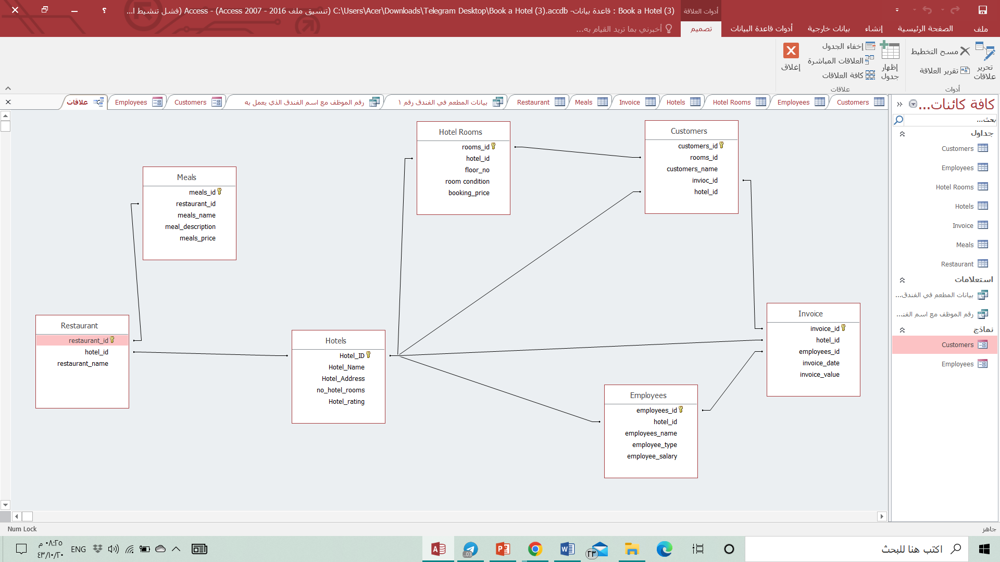 Book a Hotel (3) : قاعدة بيانات- C:\Users\Acer\Downloads\Telegram Desktop\Book a Hotel (3).accdb (تنسيق ملف Access 2007 - 2016) - Access (فشل تنشيط ا...
أدوات العلاقة
ملف
الصفحة الرئيسية
إنشاء
بيانات خارجية
أدوات قاعدة البيانات
تصميم
أخبرني بما تريد القيام به...
تحرير علاقات
مسح التخطيط
تقرير العلاقة
أدوات
إظهار جدول
إخفاء الجدول
العلاقات المباشرة
كافة العلاقات
علاقات
إغلاق
Customers
Employees
Hotel Rooms
Hotels
Invoice
Meals
Restaurant
بيانات المطعم في الفندق رقم ١
رقم الموظف مع اسم الفندق الذي يعمل به
Customers
Employees
علاقات
كافة كائنات...
بحث...
جداول
Customers
Employees
Hotel Rooms
Hotels
Invoice
Meals
Restaurant
استعلامات
بيانات المطعم في الفندق...
رقم الموظف مع اسم الفنـ...
نماذج
Customers
Employees
Hotel Rooms
rooms_id
hotel_id
floor_no
room condition
booking_price
Customers
customers_id
rooms_id
customers_name
invioc_id
hotel_id
Meals
meals_id
restaurant_id
meals_name
meal_description
meals_price
Restaurant
restaurant_id
hotel_id
restaurant_name
Hotels
Hotel_ID
Hotel_Name
Hotel_Address
no_hotel_rooms
Hotel_rating
Invoice
invoice_id
hotel_id
employees_id
invoice_date
invoice_value
Employees
employees_id
hotel_id
employees_name
employee_type
employee_salary
Num Lock
جاهز
اكتب هنا للبحث
٢٣
ENG
٠٨:٢٥ م
٤٣/١٠/٢٠